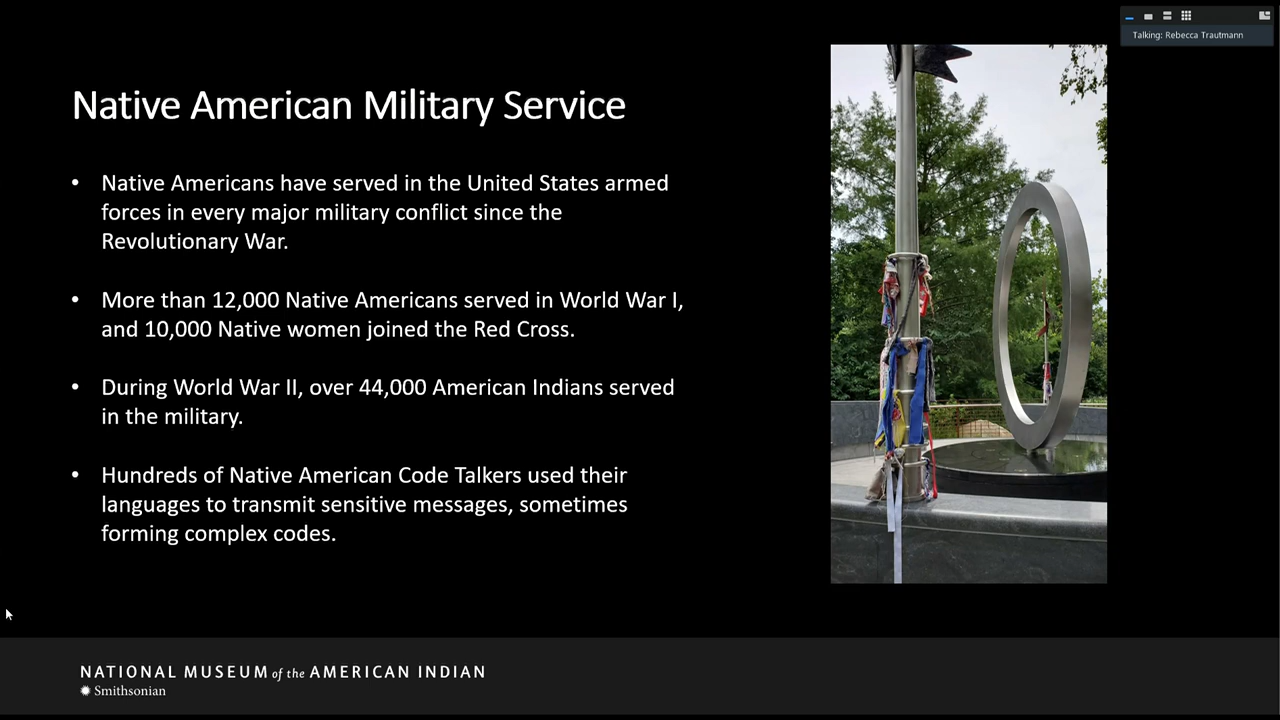 Talking: Rebecca Trautmann
Native American Military Service
• Native Americans have served in the United States armed
forces in every major military conflict since the
Revolutionary War.
• More than 12,000 Native Americans served in World War I,
and 10,000 Native women joined the Red Cross.
• During World War II, over 44,000 American Indians served
in the military.
• Hundreds of Native American Code Talkers used their
languages to transmit sensitive messages, sometimes
forming complex codes.
NATIONAL MUSEUM of the AMERICAN INDIAN
Smithsonian